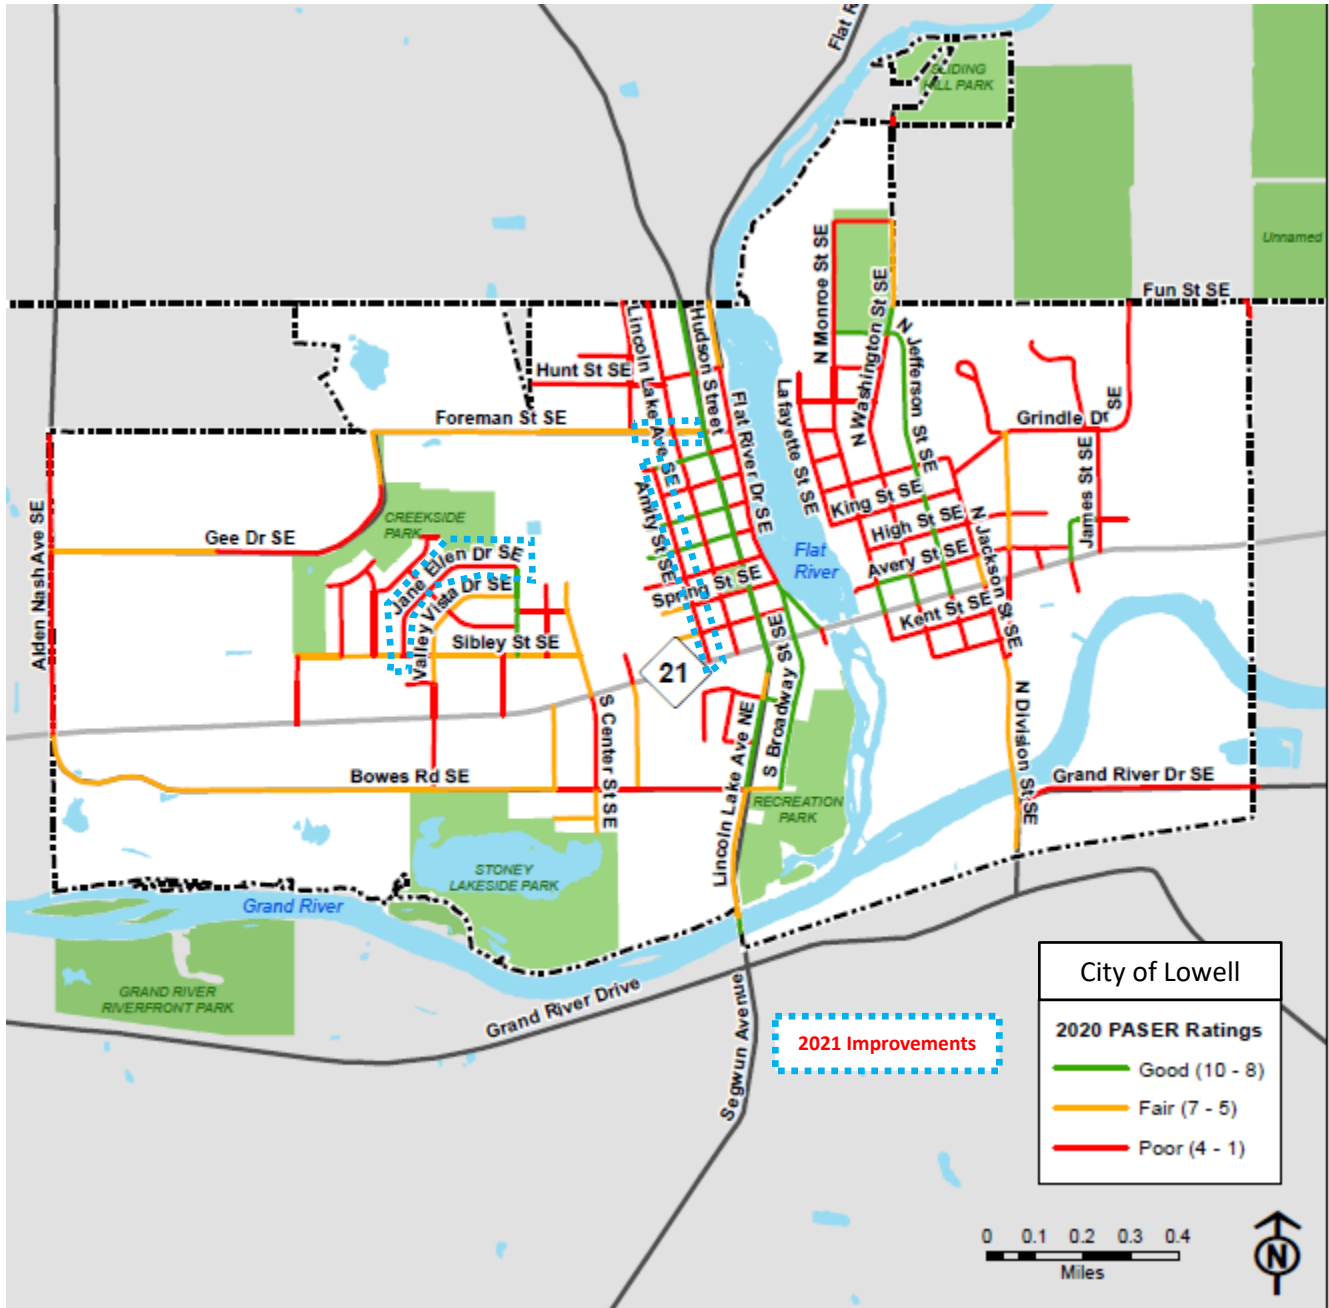 Flat R
SLIDING
HILL PARK
Unnamed
Fun St SE
N Monroe St SE
N Washington St SE
N Jefferson St SE
Lincoln Lake Ave SE
Hudson Street
Hunt St SE
Flat River Dr SE
Lafayette St SE
Foreman St SE
Grindle Dr SE
James St SE
Alden Nash Ave SE
Gee Dr SE
CREEKSIDE
PARK
Amity St SE
King St SE
High St SE
Avery St SE
N Jackson St SE
Kent St SE
Flat
River
Jane Ellen Dr SE
Valley Vista Dr SE
Spring St SE
Sibley St SE
21
S Center St SE
S Broadway St SE
Lincoln Lake Ave NE
N Division St SE
Bowes Rd SE
Grand River Dr SE
RECREATION
PARK
STONEY
LAKESIDE PARK
Grand River
GRAND RIVER
RIVERFRONT PARK
Grand River Drive
Segwun Avenue
2021 Improvements
City of Lowell
2020 PASER Ratings
Good (10 - 8)
Fair (7 - 5)
Poor (4 - 1)
0 0.1 0.2 0.3 0.4
Miles
N